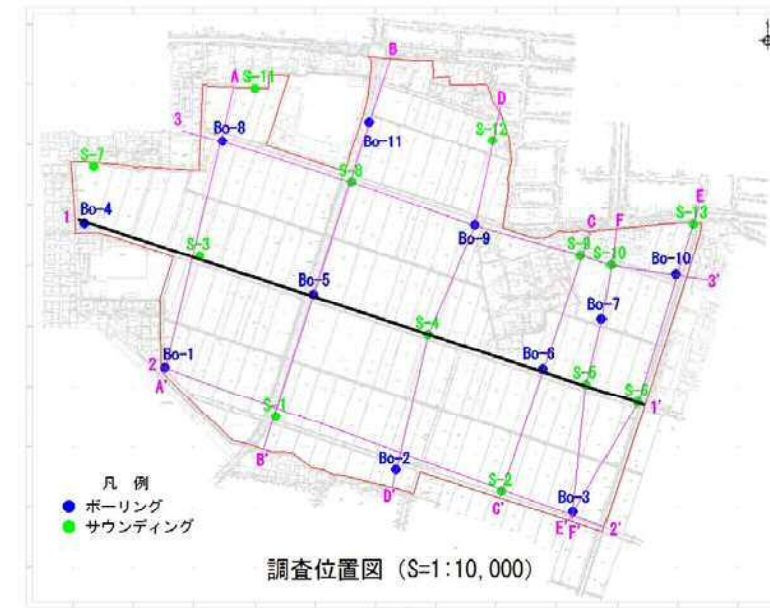 B
A
S-11
D
3
Bo-8
Bo-11
S-12
S-7
S-8
E
S-13
1
Bo-4
C
F
Bo-9
S-9
S-10
S-3
Bo-10
3'
Bo-5
Bo-7
S-4
Bo-6
2
Bo-1
A'
S-5
S-6
1'
S-1
B'
Bo-2
D'
S-2
C'
Bo-3
E'
F'
2'
凡 例
ボーリング
サウンディング
調査位置図 (S=1:10,000)